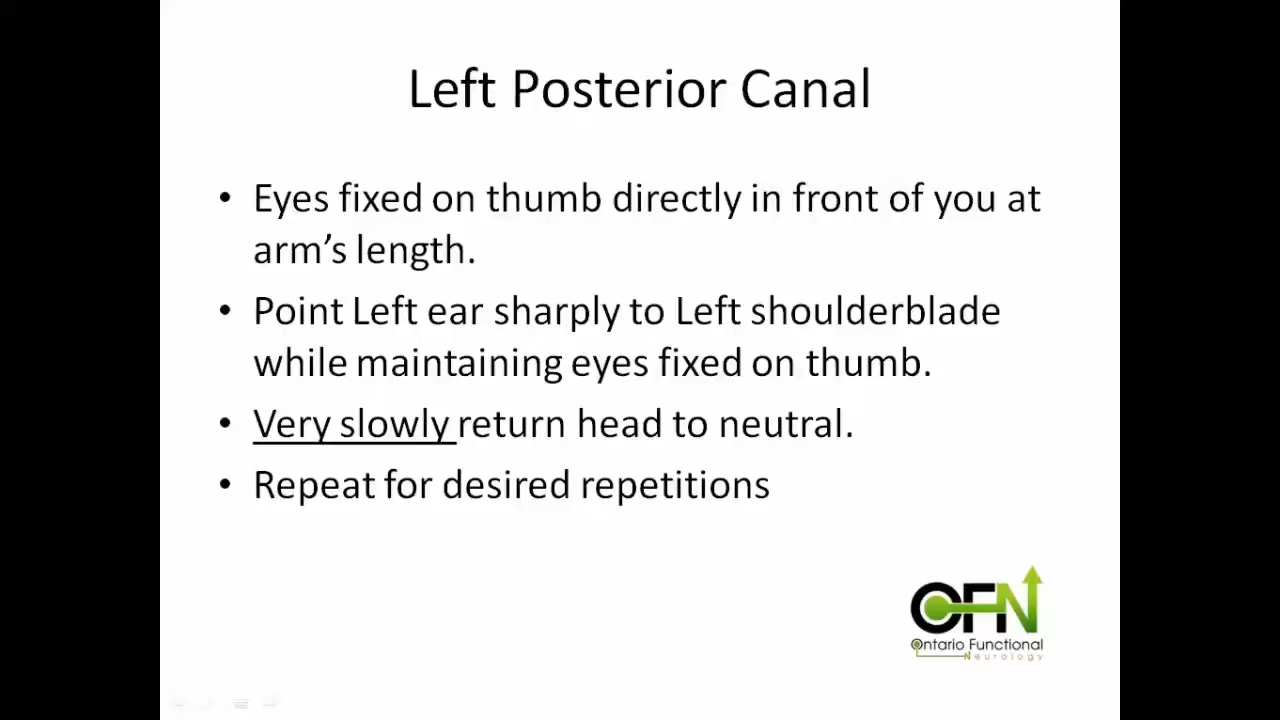 Left Posterior Canal
• Eyes fixed on thumb directly in front of you at
arm’s length.
• Point Left ear sharply to Left shoulderblade
while maintaining eyes fixed on thumb.
• Very slowly return head to neutral.
• Repeat for desired repetitions
OFN
Ontario Functional
Neurology